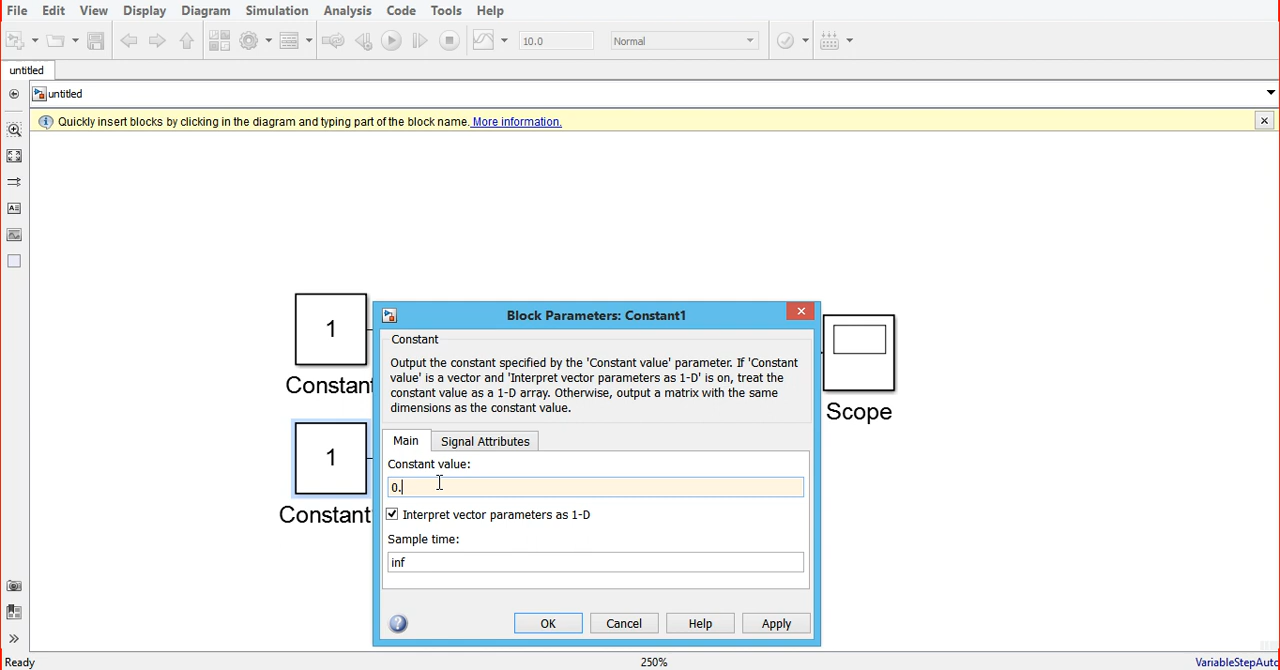 File Edit View Display Diagram Simulation Analysis Code Tools Help
10.0 Normal
untitled
untitled
Quickly insert blocks by clicking in the diagram and typing part of the block name. More information.
1
Constant
1
Constant
Scope
Block Parameters: Constant1
Constant
Output the constant specified by the 'Constant value' parameter. If 'Constant
value' is a vector and 'Interpret vector parameters as 1-D' is on, treat the
constant value as a 1-D array. Otherwise, output a matrix with the same
dimensions as the constant value.
Main Signal Attributes
Constant value:
0.
Interpret vector parameters as 1-D
Sample time:
inf
OK Cancel Help Apply
Ready 250% VariableStepAuto